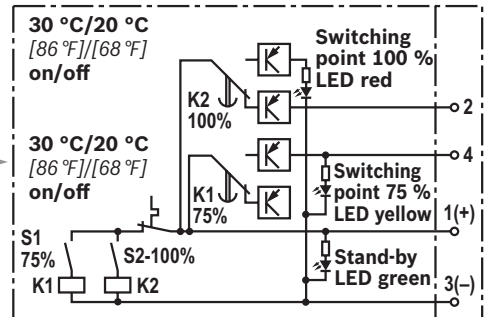 30 °C/20 °C
[86 °F]/[68 °F]
on/off
Switching
point 100 %
LED red
K2
100%
2
30 °C/20 °C
[86 °F]/[68 °F]
on/off
4
K1
75%
Switching
point 75 %
LED yellow
1(+)
S1
75%
S2-100%
Stand-by
LED green
K1
K2
3(–)